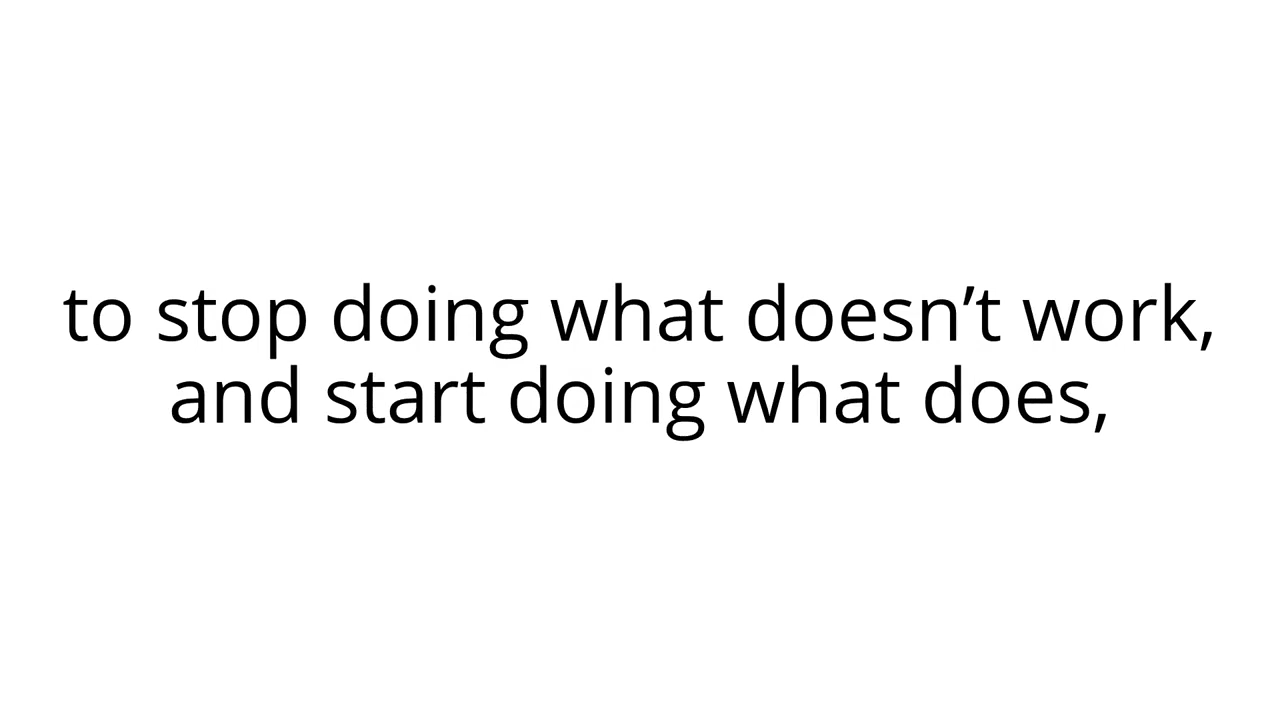 to stop doing what doesn’t work,
and start doing what does,